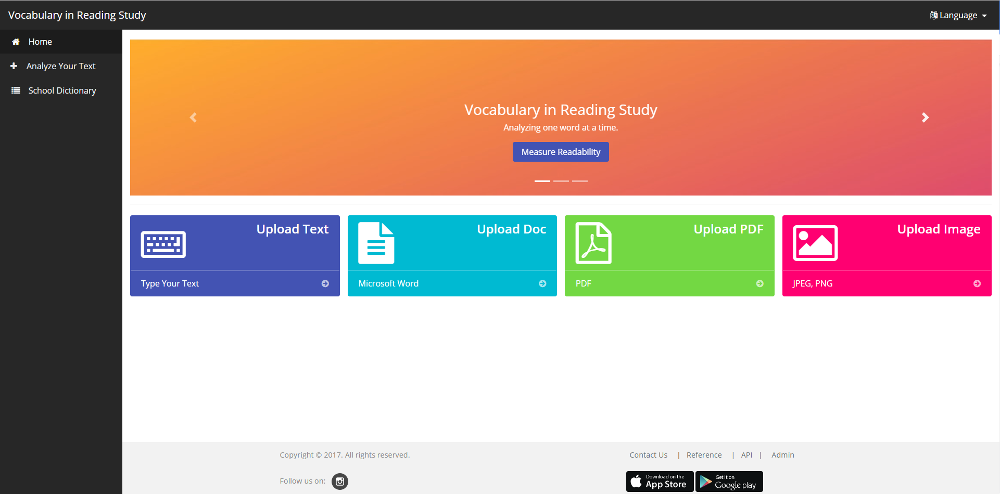 Vocabulary in Reading Study
Language
Home
Analyze Your Text
School Dictionary
Vocabulary in Reading Study
Analyzing one word at a time.
Measure Readability
Upload Text
Type Your Text
Upload Doc
Microsoft Word
Upload PDF
PDF
Upload Image
JPEG, PNG
Copyright © 2017. All rights reserved.
Contact Us | Reference | API | Admin
Follow us on:
Download on the
App Store
Get it on
Google play